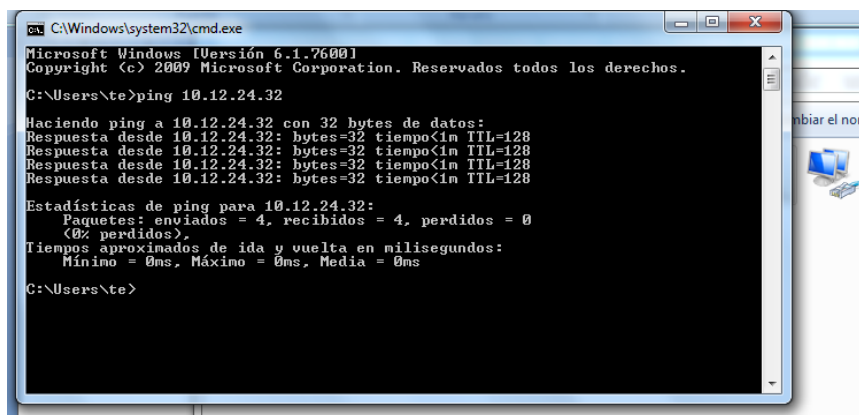 C:\Windows\system32\cmd.exe
Microsoft Windows [Versión 6.1.7600]
Copyright (c) 2009 Microsoft Corporation. Reservados todos los derechos.
C:\Users\te>ping 10.12.24.32
Haciendo ping a 10.12.24.32 con 32 bytes de datos:
Respuesta desde 10.12.24.32: bytes=32 tiempo<1m TTL=128
Respuesta desde 10.12.24.32: bytes=32 tiempo<1m TTL=128
Respuesta desde 10.12.24.32: bytes=32 tiempo<1m TTL=128
Respuesta desde 10.12.24.32: bytes=32 tiempo<1m TTL=128
Estadísticas de ping para 10.12.24.32:
Paquetes: enviados = 4, recibidos = 4, perdidos = 0
(0% perdidos),
Tiempos aproximados de ida y vuelta en milisegundos:
Mínimo = 0ms, Máximo = 0ms, Media = 0ms
C:\Users\te>
mbiar el no